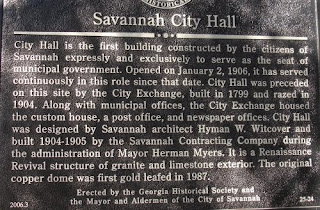 HISTORICAL
Savannah City Hall
City Hall is the first building constructed by the citizens of
Savannah expressly and exclusively to serve as the seat of
municipal government. Opened on January 2, 1906, it has served
continuously in this role since that date. City Hall was preceded
on this site by the City Exchange, built in 1799 and razed in
1904. Along with municipal offices, the City Exchange housed
the custom house, a post office, and newspaper offices. City Hall
was designed by Savannah architect Hyman W. Witcover and
built 1904-1905 by the Savannah Contracting Company during
the administration of Mayor Herman Myers. It is a Renaissance
Revival structure of granite and limestone exterior. The original
copper dome was first gold leafed in 1987.
Erected by the Georgia Historical Society and
the Mayor and Aldermen of the City of Savannah
2006.3 25-24